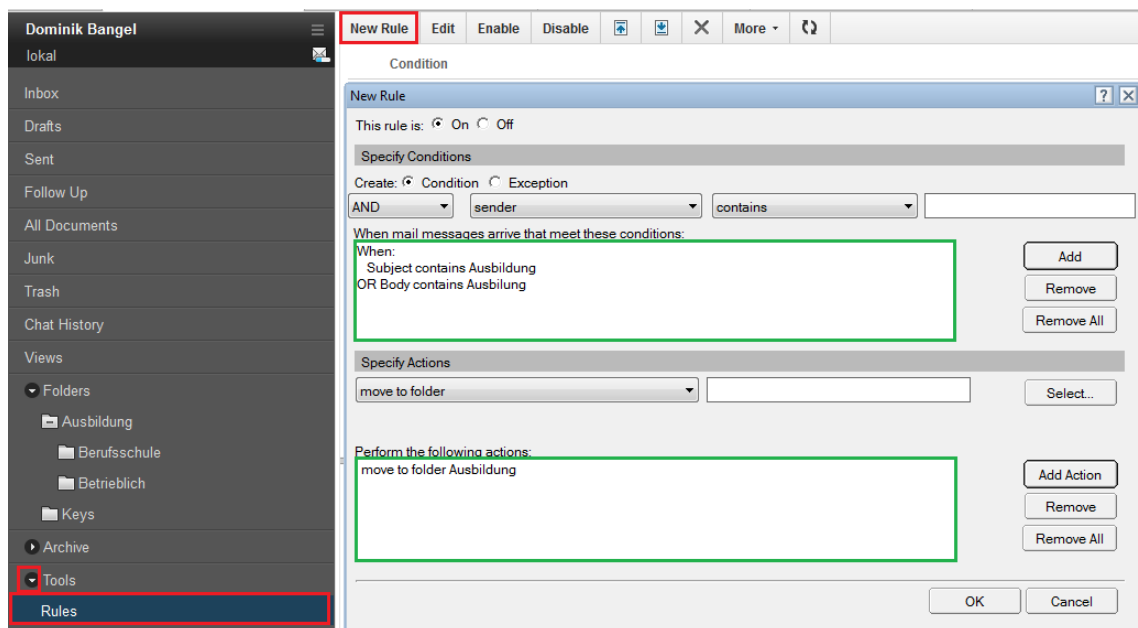 Dominik Bangel
lokal
Inbox
Drafts
Sent
Follow Up
All Documents
Junk
Trash
Chat History
Views
Folders
Ausbildung
Berufsschule
Betrieblich
Keys
Archive
Tools
Rules
New Rule Edit Enable Disable More
Condition
New Rule ?
This rule is: On Off
Specify Conditions
Create: Condition Exception
AND sender contains
When mail messages arrive that meet these conditions:
When:
Subject contains Ausbildung
OR Body contains Ausbilung
Add
Remove
Remove All
Specify Actions
move to folder Select...
Perform the following actions:
move to folder Ausbildung
Add Action
Remove
Remove All
OK Cancel